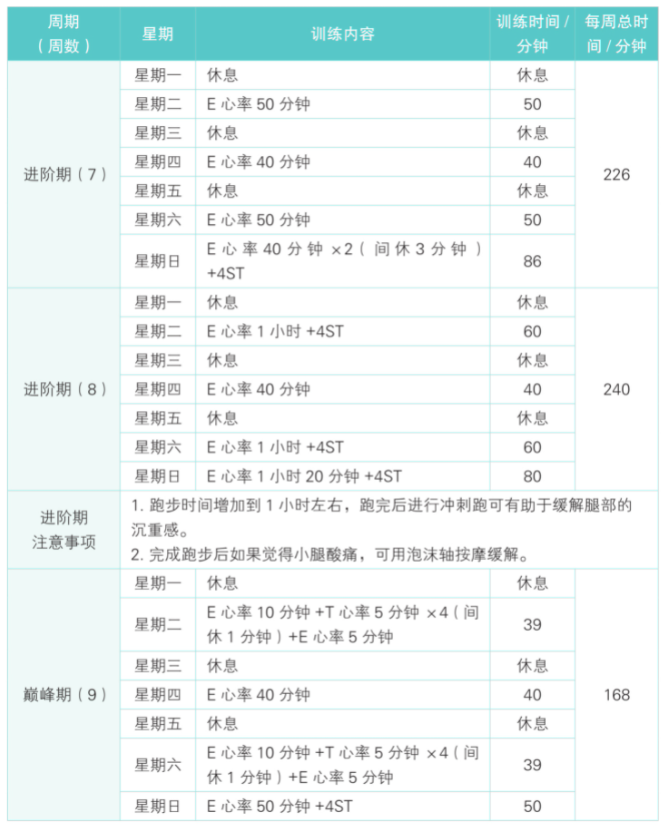 周期
（周数）
星期
训练内容
训练时间 /
分钟
每周总时
间 / 分钟
进阶期（7）
星期一 休息 休息
星期二 E 心率 50 分钟 50
星期三 休息 休息
星期四 E 心率 40 分钟 40
星期五 休息 休息
星期六 E 心率 50 分钟 50
星期日 E 心率 40 分钟 ×2（间休 3 分钟）
+4ST
86
226
进阶期（8）
星期一 休息 休息
星期二 E 心率 1 小时 +4ST 60
星期三 休息 休息
星期四 E 心率 40 分钟 40
星期五 休息 休息
星期六 E 心率 1 小时 +4ST 60
星期日 E 心率 1 小时 20 分钟 +4ST 80
240
进阶期
注意事项
1. 跑步时间增加到 1 小时左右，跑完后进行冲刺跑可有助于缓解腿部的
沉重感。
2. 完成跑步后如果觉得小腿酸痛，可用泡沫轴按摩缓解。
巅峰期（9）
星期一 休息 休息
星期二 E 心率 10 分钟 +T 心率 5 分钟 ×4（间
休 1 分钟）+E 心率 5 分钟
39
星期三 休息 休息
星期四 E 心率 40 分钟 40
星期五 休息 休息
星期六 E 心率 10 分钟 +T 心率 5 分钟 ×4（间
休 1 分钟）+E 心率 5 分钟
39
星期日 E 心率 50 分钟 +4ST 50
168